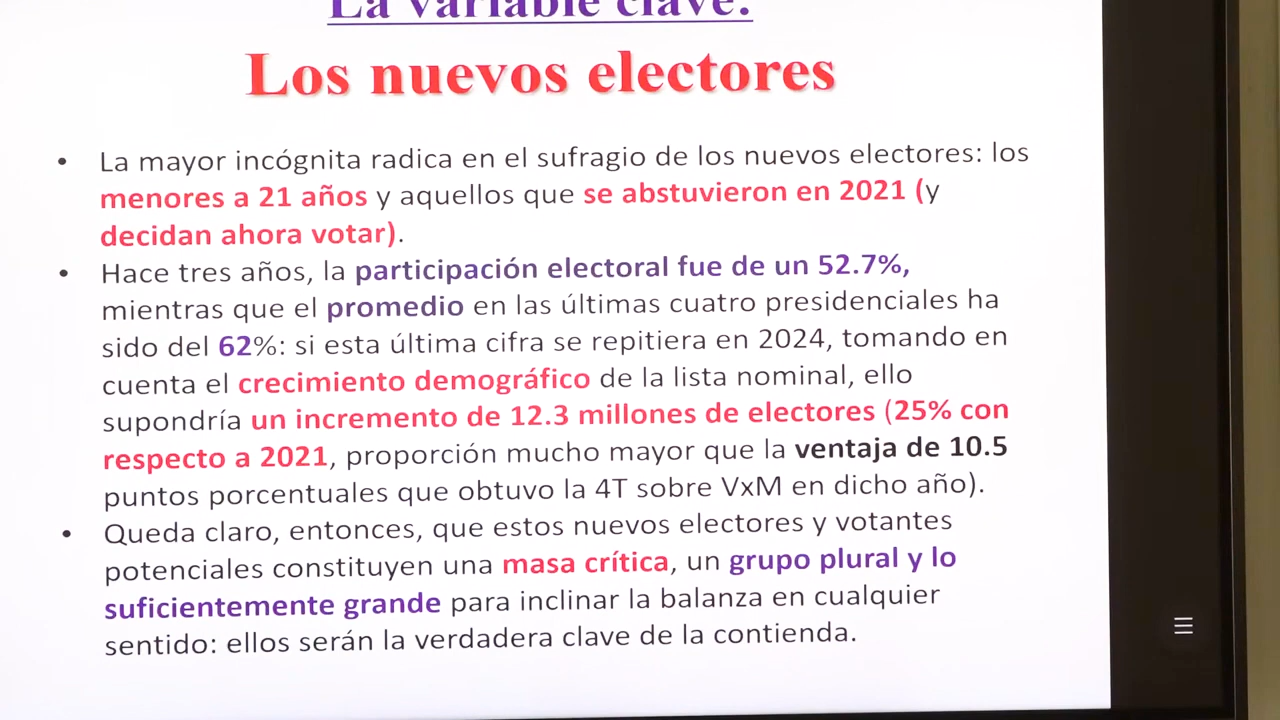 La variable clave:
Los nuevos electores
• La mayor incógnita radica en el sufragio de los nuevos electores: los
menores a 21 años y aquellos que se abstuvieron en 2021 (y
decidan ahora votar).
• Hace tres años, la participación electoral fue de un 52.7%,
mientras que el promedio en las últimas cuatro presidenciales ha
sido del 62%: si esta última cifra se repitiera en 2024, tomando en
cuenta el crecimiento demográfico de la lista nominal, ello
supondría un incremento de 12.3 millones de electores (25% con
respecto a 2021, proporción mucho mayor que la ventaja de 10.5
puntos porcentuales que obtuvo la 4T sobre VxM en dicho año).
• Queda claro, entonces, que estos nuevos electores y votantes
potenciales constituyen una masa crítica, un grupo plural y lo
suficientemente grande para inclinar la balanza en cualquier
sentido: ellos serán la verdadera clave de la contienda.